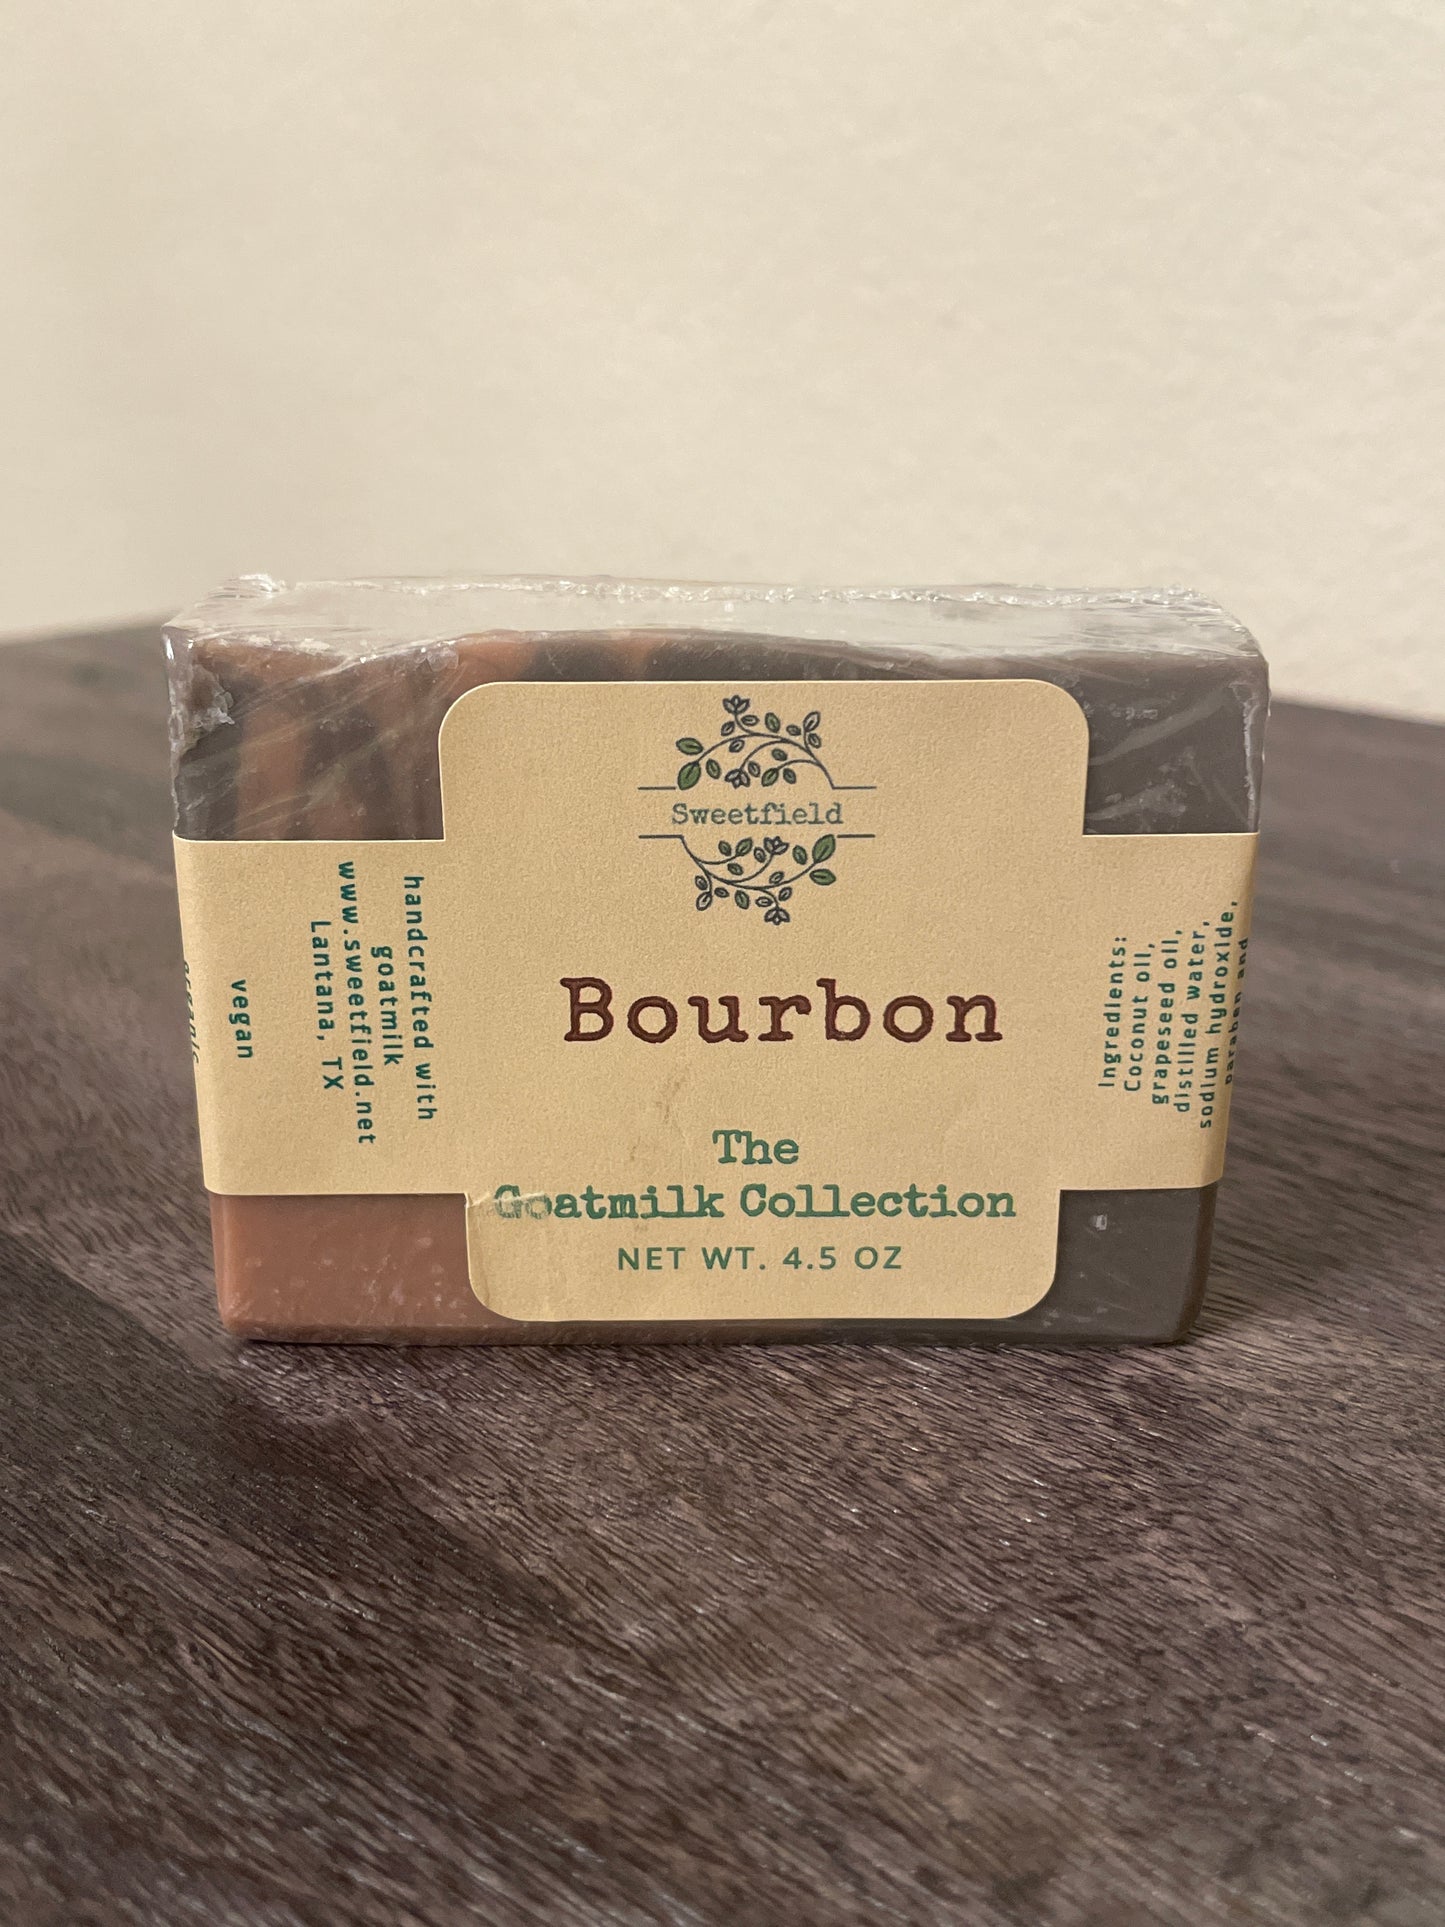 Sweetfield
Bourbon
The
Goatmilk Collection
NET WT. 4.5 OZ
handcrafted with
goatmilk
www.sweetfield.net
Lantana, TX
vegan
Ingredients:
Coconut oil,
grapeseed oil,
distilled water,
sodium hydroxide,
paraben and